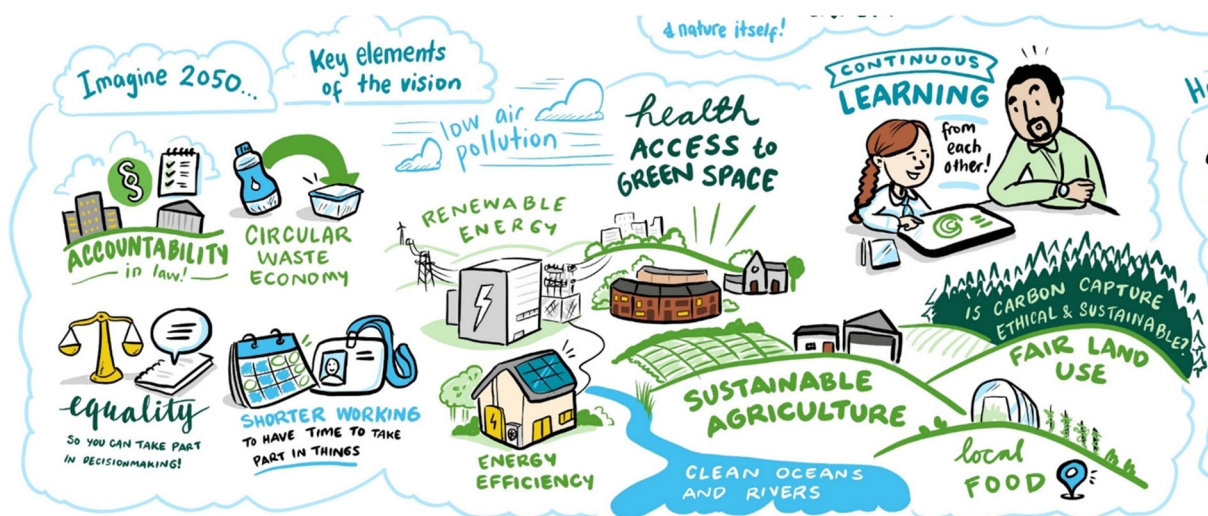 & nature itself!
Imagine 2050...
Key elements
of the vision
low air
pollution
health
ACCESS to
GREEN SPACE
CONTINUOUS
LEARNING
from
each
other!
ACCOUNTABILITY
in law!
CIRCULAR
WASTE
ECONOMY
RENEWABLE
ENERGY
IS CARBON CAPTURE
ETHICAL & SUSTAINABLE?
FAIR LAND
USE
equality
SO YOU CAN TAKE PART
IN DECISIONMAKING!
SHORTER WORKING
TO HAVE TIME TO TAKE
PART IN THINGS
ENERGY
EFFICIENCY
SUSTAINABLE
AGRICULTURE
CLEAN OCEANS
AND RIVERS
local
FOOD